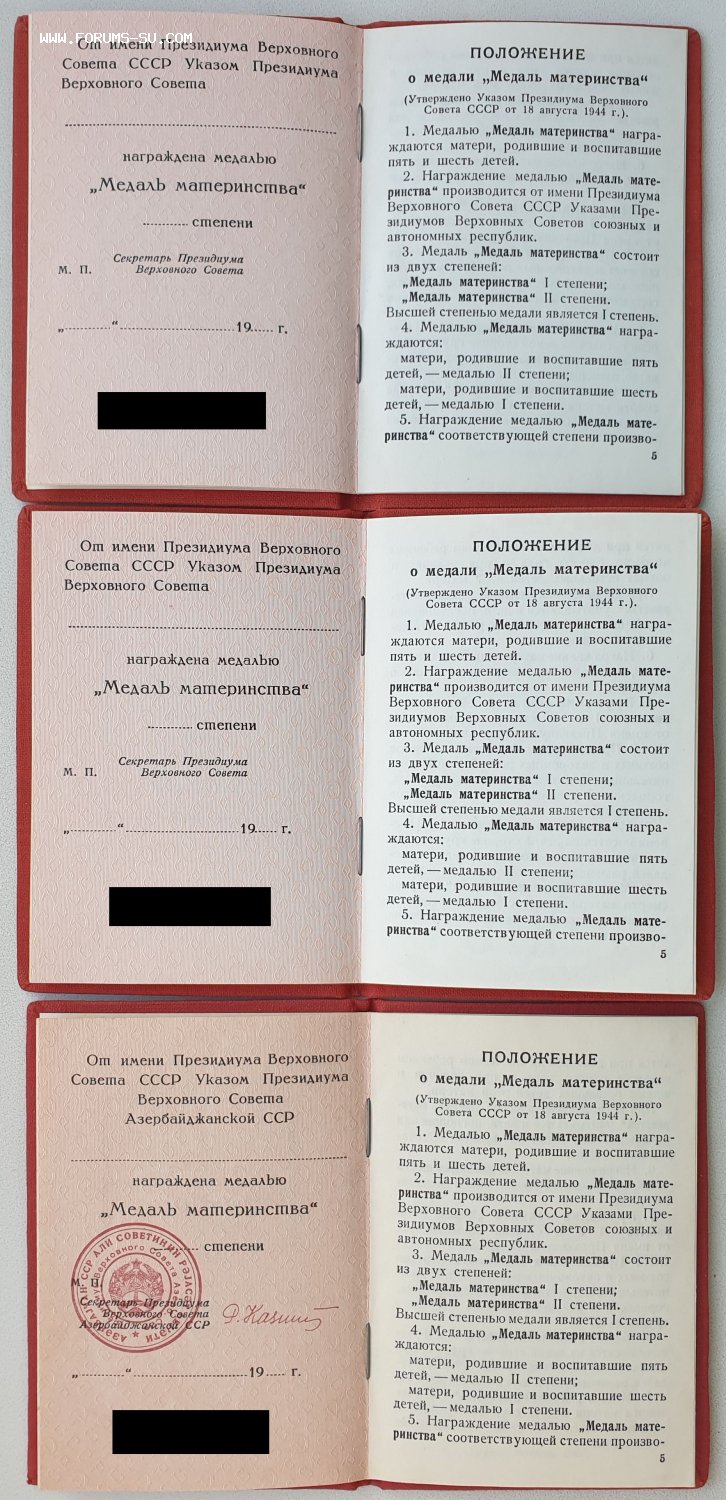 www.forums-su.com
От имени Президиума Верховного
Совета СССР Указом Президиума
Верховного Совета
награждена медалью
„Медаль материнства“
степени
Секретарь Президиума
М. П. Верховного Совета
„ “ 19 г.
ПОЛОЖЕНИЕ
о медали „Медаль материнства“
(Утверждено Указом Президиума Верховного
Совета СССР от 18 августа 1944 г.).
1. Медалью „Медаль материнства“ награ-
ждаются матери, родившие и воспитавшие
пять и шесть детей.
2. Награждение медалью „Медаль мате-
ринства“ производится от имени Президиума
Верховного Совета СССР Указами Пре-
зидиумов Верховных Советов союзных и
автономных республик.
3. Медаль „Медаль материнства“ состоит
из двух степеней:
„Медаль материнства“ I степени;
„Медаль материнства“ II степени.
Высшей степенью медали является I степень.
4. Медалью „Медаль материнства“ награ-
ждаются:
матери, родившие и воспитавшие пять
детей, — медалью II степени;
матери, родившие и воспитавшие шесть
детей, — медалью I степени.
5. Награждение медалью „Медаль мате-
ринства“ соответствующей степени произво-
5
От имени Президиума Верховного
Совета СССР Указом Президиума
Верховного Совета
награждена медалью
„Медаль материнства“
степени
Секретарь Президиума
М. П. Верховного Совета
„ “ 19 г.
ПОЛОЖЕНИЕ
о медали „Медаль материнства“
(Утверждено Указом Президиума Верховного
Совета СССР от 18 августа 1944 г.).
1. Медалью „Медаль материнства“ награ-
ждаются матери, родившие и воспитавшие
пять и шесть детей.
2. Награждение медалью „Медаль мате-
ринства“ производится от имени Президиума
Верховного Совета СССР Указами Пре-
зидиумов Верховных Советов союзных и
автономных республик.
3. Медаль „Медаль материнства“ состоит
из двух степеней:
„Медаль материнства“ I степени;
„Медаль материнства“ II степени.
Высшей степенью медали является I степень.
4. Медалью „Медаль материнства“ награ-
ждаются:
матери, родившие и воспитавшие пять
детей, — медалью II степени;
матери, родившие и воспитавшие шесть
детей, — медалью I степени.
5. Награждение медалью „Медаль мате-
ринства“ соответствующей степени произво-
5
От имени Президиума Верховного
Совета СССР Указом Президиума
Верховного Совета
Азербайджанской ССР
награждена медалью
„Медаль материнства“
степени
М. П.
Секретарь Президиума
Верховного Совета
Азербайджанской ССР
„ “ 19 г.
ССР АЛИ СОВЕТИНИН
Верховного Совета
ПОЛОЖЕНИЕ
о медали „Медаль материнства“
(Утверждено Указом Президиума Верховного
Совета СССР от 18 августа 1944 г.).
1. Медалью „Медаль материнства“ награ-
ждаются матери, родившие и воспитавшие
пять и шесть детей.
2. Награждение медалью „Медаль мате-
ринства“ производится от имени Президиума
Верховного Совета СССР Указами Пре-
зидиумов Верховных Советов союзных и
автономных республик.
3. Медаль „Медаль материнства“ состоит
из двух степеней:
„Медаль материнства“ I степени;
„Медаль материнства“ II степени.
Высшей степенью медали является I степень.
4. Медалью „Медаль материнства“ награ-
ждаются:
матери, родившие и воспитавшие пять
детей, — медалью II степени;
матери, родившие и воспитавшие шесть
детей, — медалью I степени.
5. Награждение медалью „Медаль мате-
ринства“ соответствующей степени произво-
5